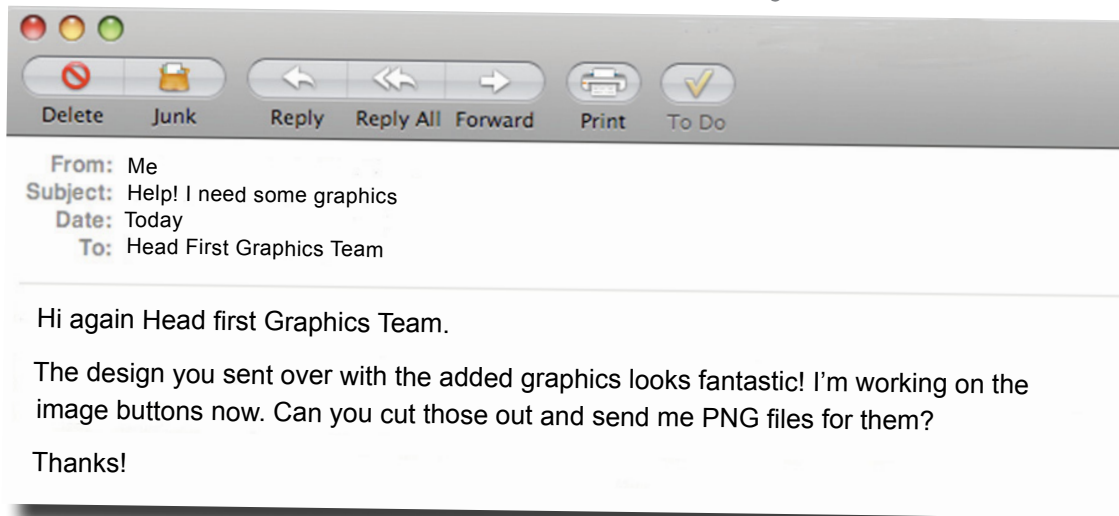 Delete Junk Reply Reply All Forward Print To Do
From: Me
Subject: Help! I need some graphics
Date: Today
To: Head First Graphics Team
Hi again Head first Graphics Team.
The design you sent over with the added graphics looks fantastic! I'm working on the
image buttons now. Can you cut those out and send me PNG files for them?
Thanks!